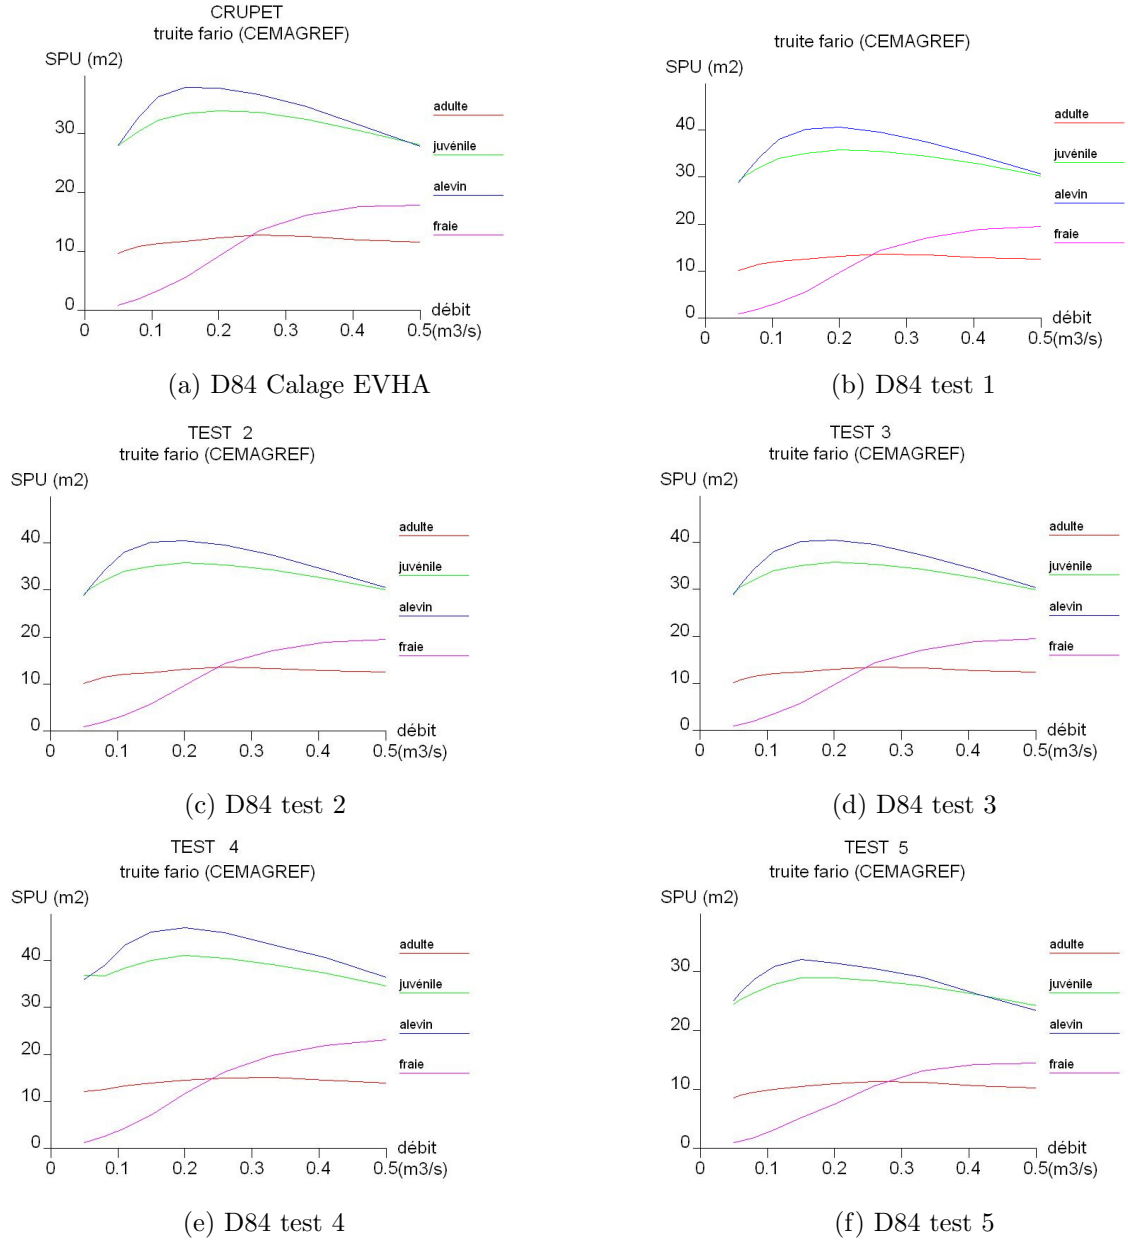 CRUPET
truite fario (CEMAGREF)
SPU (m2)
30
20
10
0
0 0.1 0.2 0.3 0.4 0.5
débit
(m3/s)
adulte
juvénile
alevin
fraie
(a) D84 Calage EVHA
truite fario (CEMAGREF)
SPU (m2)
40
30
20
10
0
0 0.1 0.2 0.3 0.4 0.5
débit
(m3/s)
adulte
juvénile
alevin
fraie
(b) D84 test 1
TEST 2
truite fario (CEMAGREF)
SPU (m2)
40
30
20
10
0
0 0.1 0.2 0.3 0.4 0.5
débit
(m3/s)
adulte
juvénile
alevin
fraie
(c) D84 test 2
TEST 3
truite fario (CEMAGREF)
SPU (m2)
40
30
20
10
0
0 0.1 0.2 0.3 0.4 0.5
débit
(m3/s)
adulte
juvénile
alevin
fraie
(d) D84 test 3
TEST 4
truite fario (CEMAGREF)
SPU (m2)
40
30
20
10
0
0 0.1 0.2 0.3 0.4 0.5
débit
(m3/s)
adulte
juvénile
alevin
fraie
(e) D84 test 4
TEST 5
truite fario (CEMAGREF)
SPU (m2)
30
20
10
0
0 0.1 0.2 0.3 0.4 0.5
débit
(m3/s)
adulte
juvénile
alevin
fraie
(f) D84 test 5